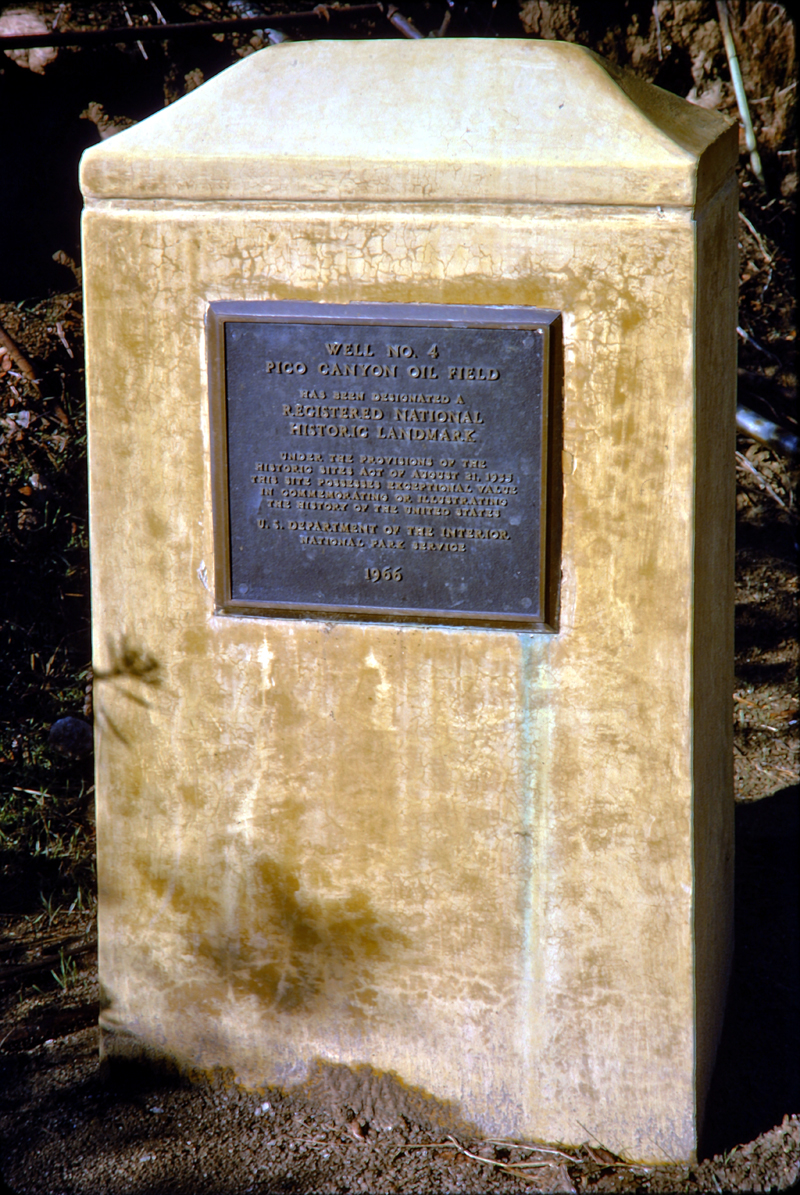 WELL NO. 4
PICO CANYON OIL FIELD
HAS BEEN DESIGNATED A
REGISTERED NATIONAL
HISTORIC LANDMARK
UNDER THE PROVISIONS OF THE
HISTORIC SITES ACT OF AUGUST 21, 1935
THIS SITE POSSESSES EXCEPTIONAL VALUE
IN COMMEMORATING OR ILLUSTRATING
THE HISTORY OF THE UNITED STATES
U. S. DEPARTMENT OF THE INTERIOR
NATIONAL PARK SERVICE
1966